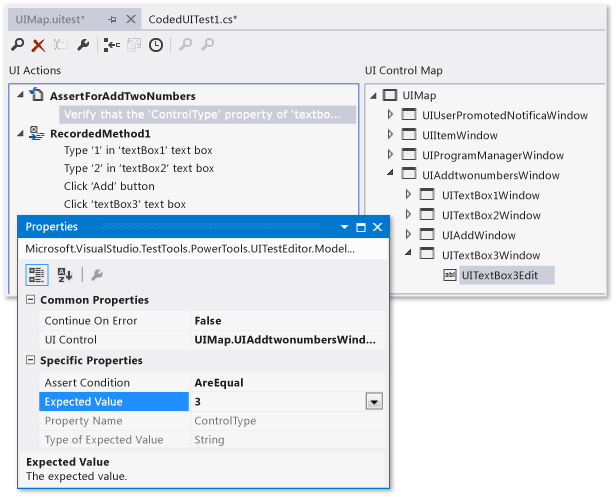 UIMap.uitest*
CodedUITest1.cs*
UI Actions
AssertForAddTwoNumbers
Verify that the 'ControlType' property of 'textbo...
RecordedMethod1
Type '1' in 'textBox1' text box
Type '2' in 'textBox2' text box
Click 'Add' button
Click 'textBox3' text box
UI Control Map
UIMap
UIUserPromotedNotificaWindow
UIItemWindow
UIProgramManagerWindow
UIAddtwonumbersWindow
UITextBox1Window
UITextBox2Window
UIAddWindow
UITextBox3Window
abl UITextBox3Edit
Properties
Microsoft.VisualStudio.TestTools.PowerTools.UITestEditor.Model...
Common Properties
Continue On Error False
UI Control UIMap.UIAddtwonumbersWind...
Specific Properties
Assert Condition AreEqual
Expected Value 3
Property Name ControlType
Type of Expected Value String
Expected Value
The expected value.